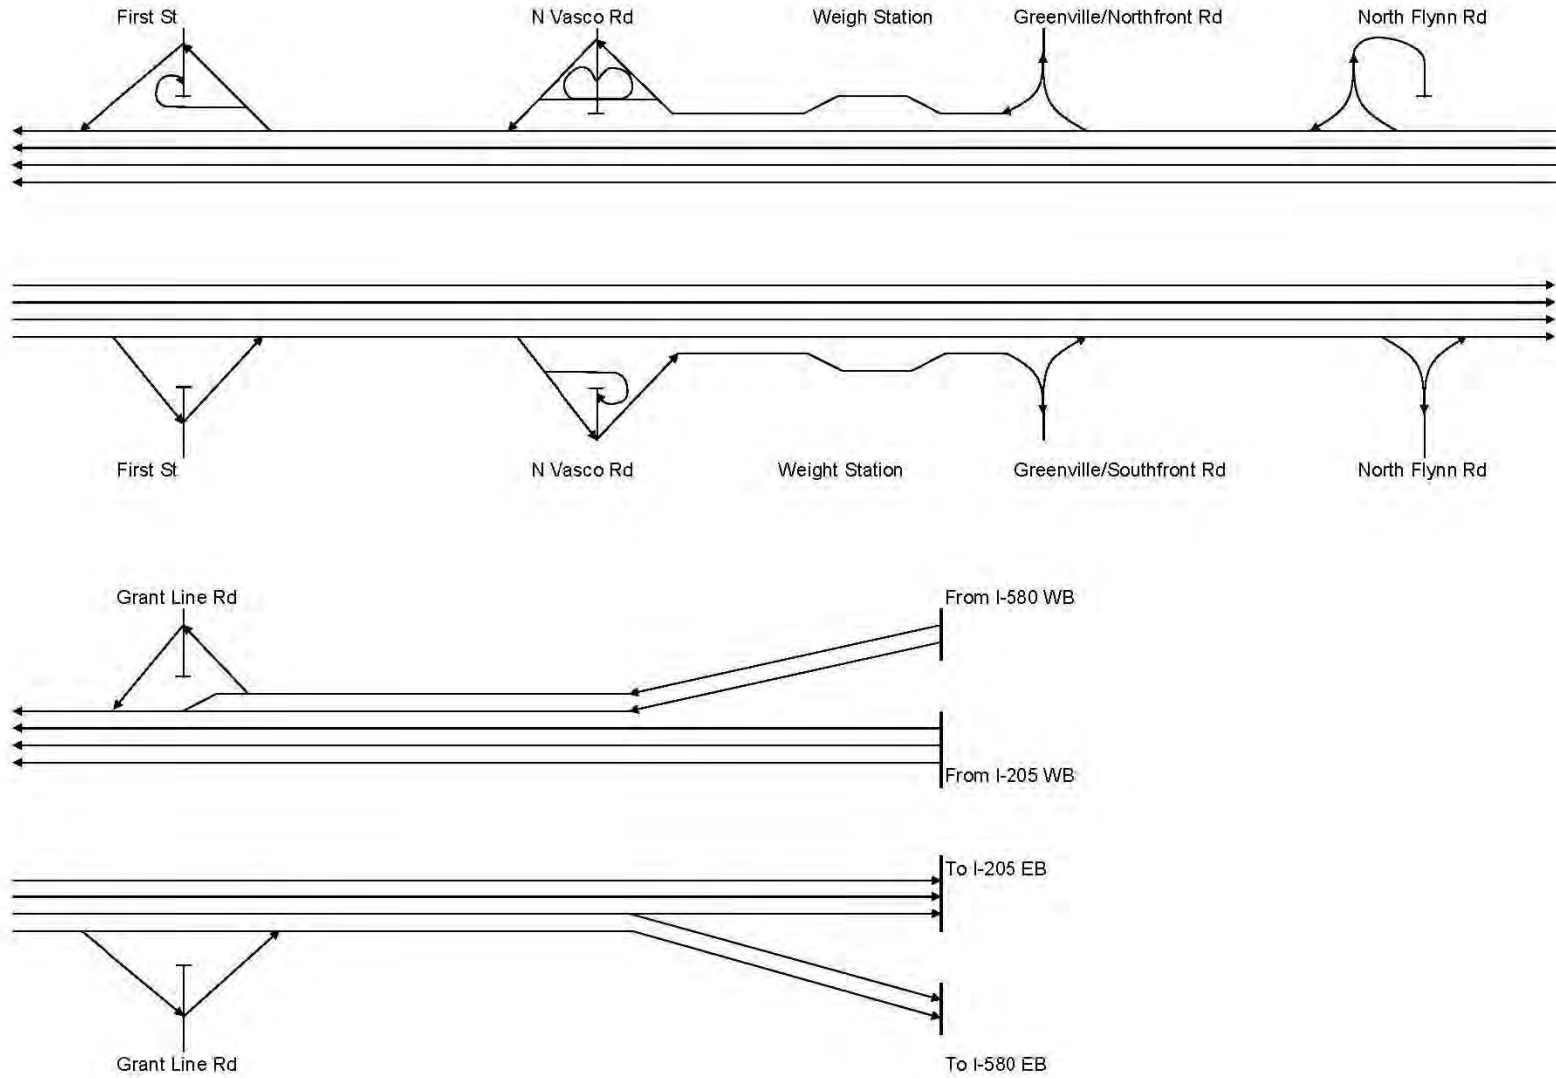 First St
N Vasco Rd
Weigh Station
Greenville/Northfront Rd
North Flynn Rd
First St
N Vasco Rd
Weight Station
Greenville/Southfront Rd
North Flynn Rd
Grant Line Rd
From I-580 WB
From I-205 WB
To I-205 EB
Grant Line Rd
To I-580 EB